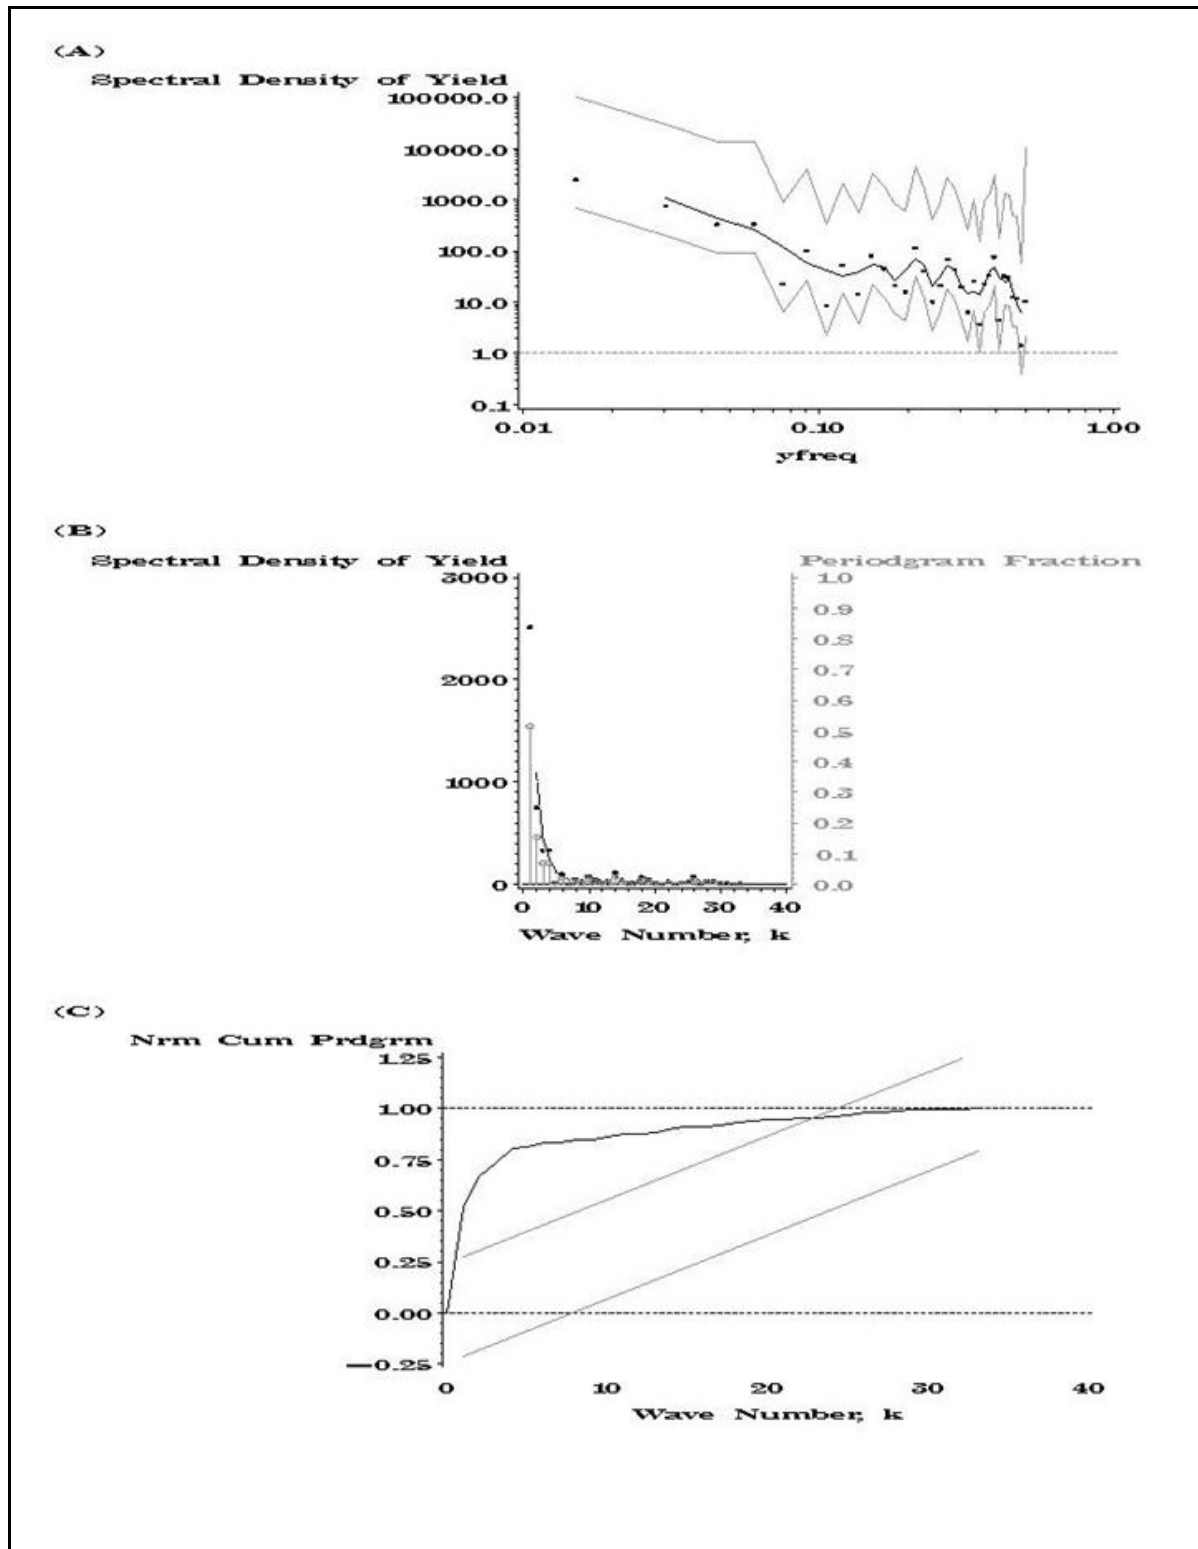 (A)
Spectral Density of Yield
100000.0
10000.0
1000.0
100.0
10.0
1.0
0.1
0.01 0.10 1.00
yfreq
(B)
Spectral Density of Yield Periodgram Fraction
3000 1.0
0.9
0.8
2000 0.7
0.6
0.5
0.4
1000 0.3
0.2
0.1
0 0.0
0 10 20 30 40
Wave Number, k
(C)
Nrm Cum Prdgrm
1.25
1.00
0.75
0.50
0.25
0.00
−0.25
0 10 20 30 40
Wave Number, k